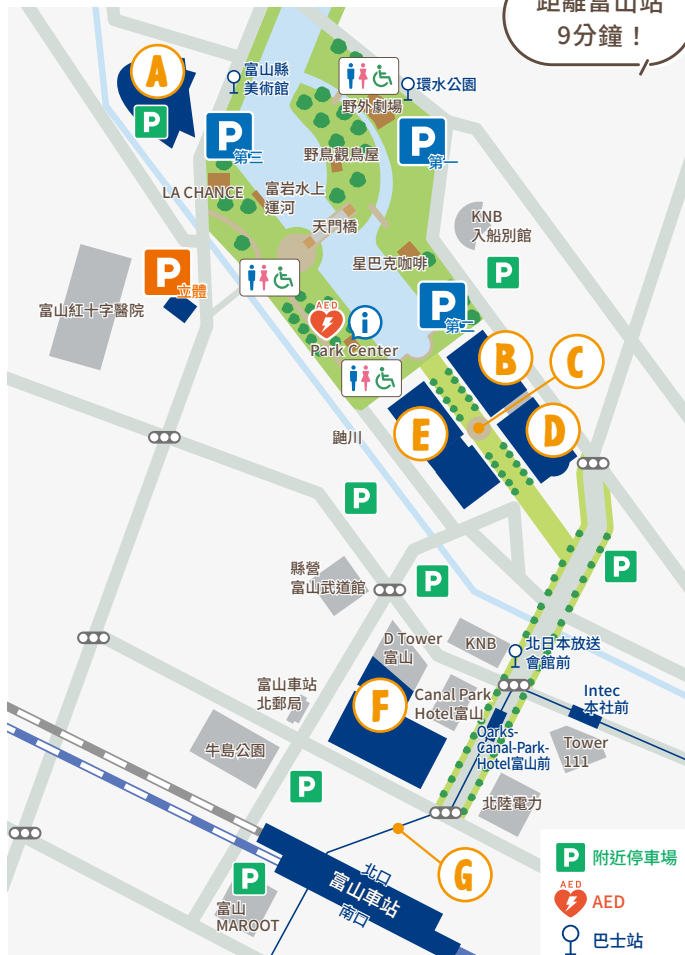 距離富山站
9分鐘！
A
P
富山縣
美術館
環水公園
野外劇場
P
第三
P
第一
野鳥觀鳥屋
LA CHANCE
富岩水上
運河
天門橋
KNB
入船別館
星巴克咖啡
P
P
立體
富山紅十字醫院
P
第二
AED
i
Park Center
B
C
D
E
鼬川
P
P
P
縣營
富山武道館
D Tower
富山
KNB
北日本放送
會館前
富山車站
北郵局
F
Canal Park
Hotel富山
Intec
本社前
Oarks-
Canal-Park-
Hotel富山前
Tower
111
牛島公園
P
北陸電力
G
P
北口
富山車站
南口
富山
MAROOT
P 附近停車場
AED
AED
巴士站